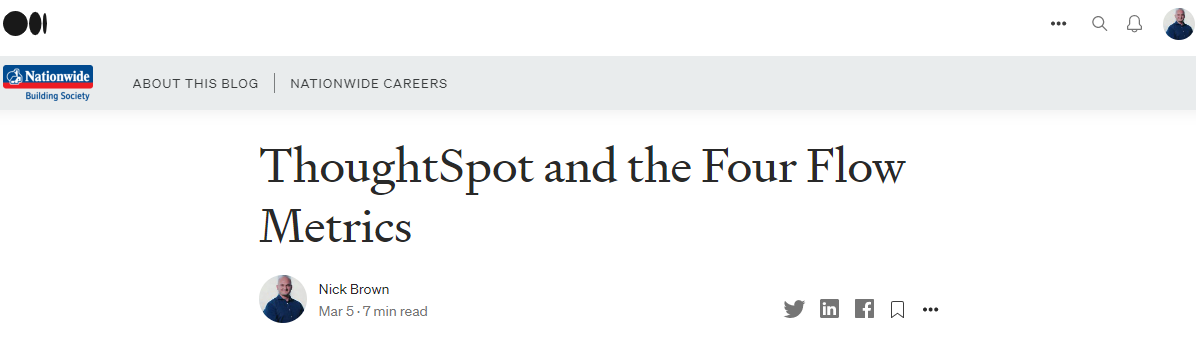 Nationwide
Building Society
ABOUT THIS BLOG
NATIONWIDE CAREERS
ThoughtSpot and the Four Flow
Metrics
Nick Brown
Mar 5 · 7 min read